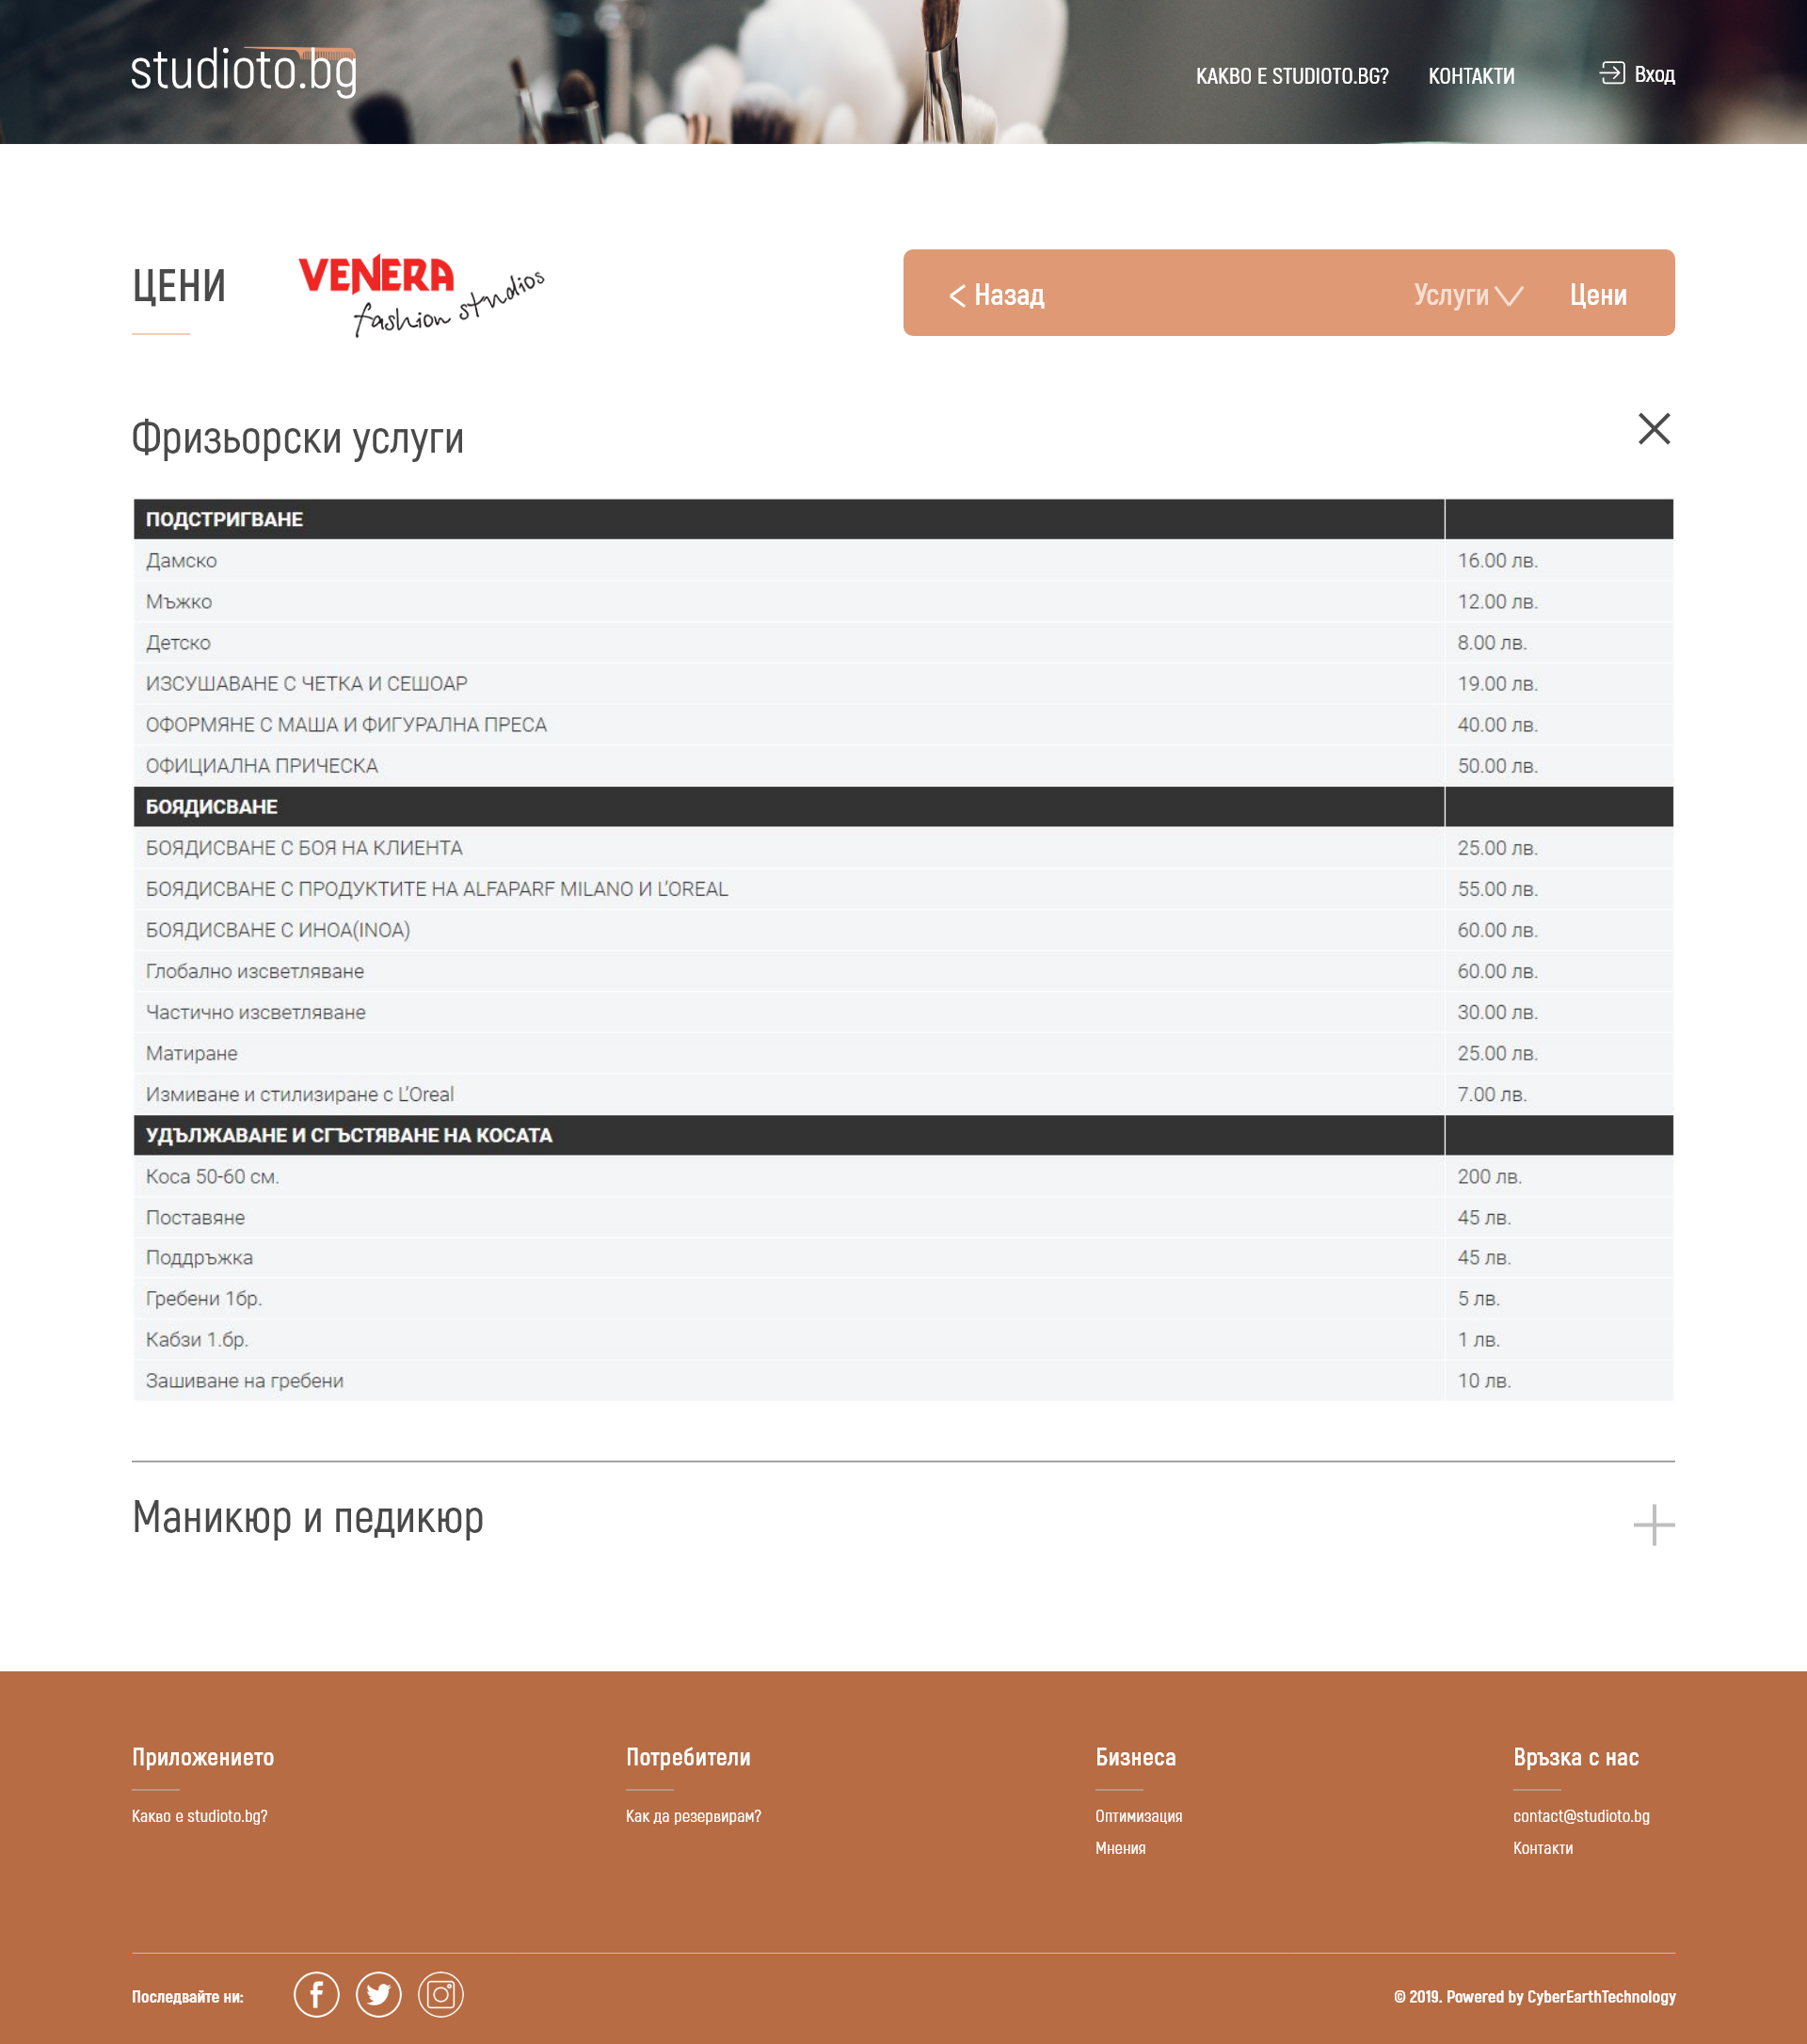 studioto.bg
КАКВО Е STUDIOTO.BG?
КОНТАКТИ
Вход
ЦЕНИ
VENERA
fashion studios
Назад
Услуги
Цени
Фризьорски услуги
ПОДСТРИГВАНЕ
Дамско 16.00 лв.
Мъжко 12.00 лв.
Детско 8.00 лв.
ИЗСУШАВАНЕ С ЧЕТКА И СЕШОАР 19.00 лв.
ОФОРМЯНЕ С МАША И ФИГУРАЛНА ПРЕСА 40.00 лв.
ОФИЦИАЛНА ПРИЧЕСКА 50.00 лв.
БОЯДИСВАНЕ
БОЯДИСВАНЕ С БОЯ НА КЛИЕНТА 25.00 лв.
БОЯДИСВАНЕ С ПРОДУКТИТЕ НА ALFAPARF MILANO И L’OREAL 55.00 лв.
БОЯДИСВАНЕ С ИНОА(INOA) 60.00 лв.
Глобално изсветляване 60.00 лв.
Частично изсветляване 30.00 лв.
Матиране 25.00 лв.
Измиване и стилизиране с L’Oreal 7.00 лв.
УДЪЛЖАВАНЕ И СГЪСТЯВАНЕ НА КОСАТА
Коса 50-60 см. 200 лв.
Поставяне 45 лв.
Поддръжка 45 лв.
Гребени 1бр. 5 лв.
Кабзи 1.бр. 1 лв.
Зашиване на гребени 10 лв.
Маникюр и педикюр
Приложението
Какво е studioto.bg?
Потребители
Как да резервирам?
Бизнеса
Оптимизация
Мнения
Връзка с нас
contact@studioto.bg
Контакти
Последвайте ни:
© 2019. Powered by CyberEarthTechnology